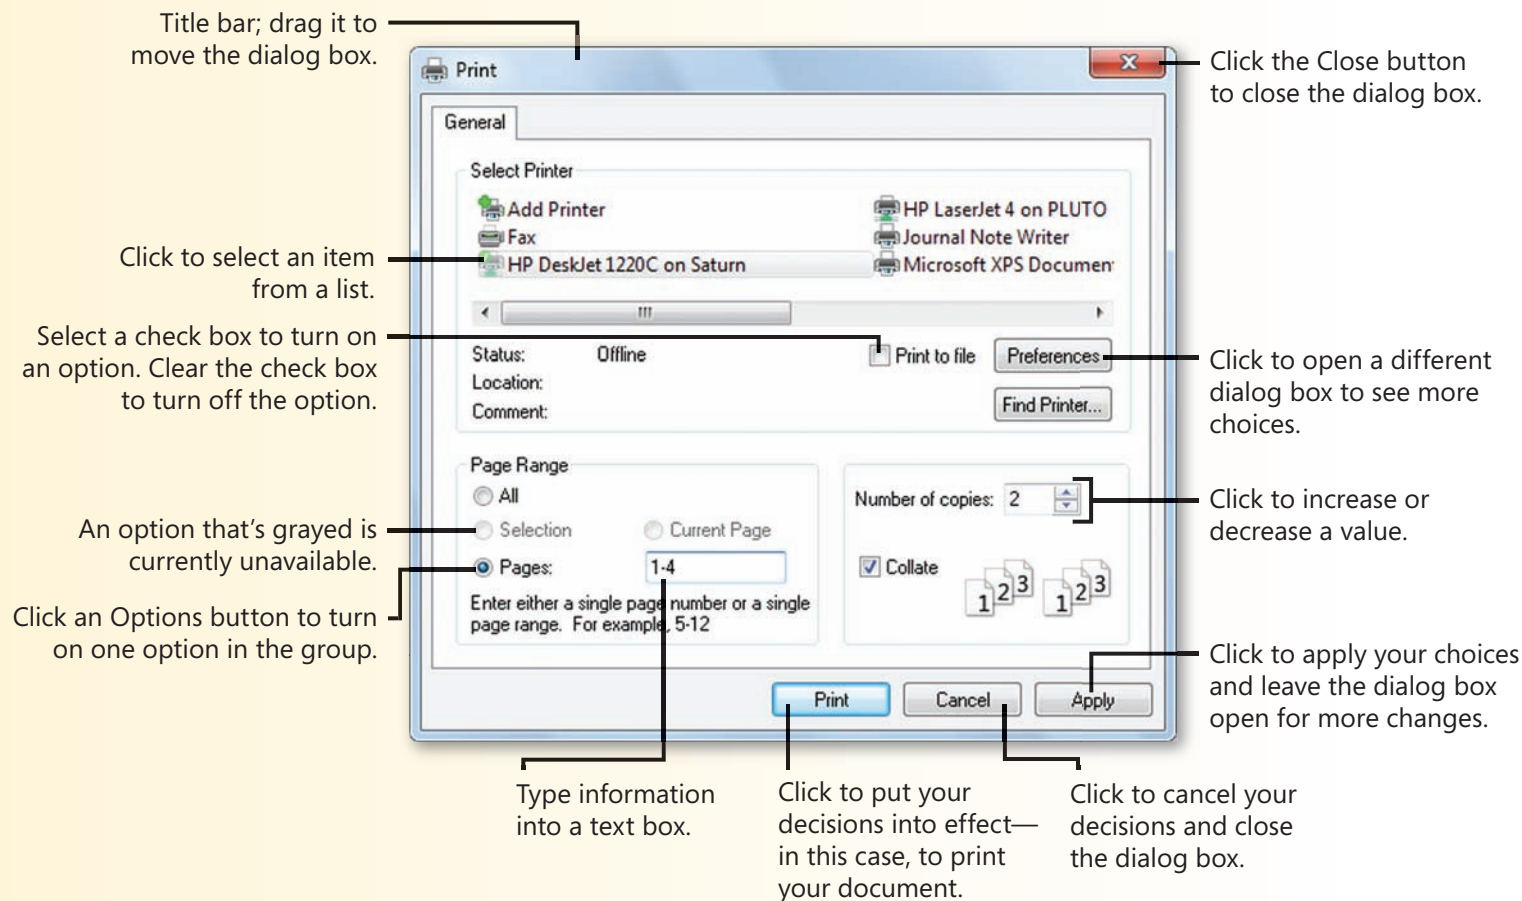 Title bar; drag it to
move the dialog box.
Print
X
Click the Close button
to close the dialog box.
General
Select Printer
Add Printer
HP LaserJet 4 on PLUTO
Fax
Journal Note Writer
Click to select an item
from a list.
HP DeskJet 1220C on Saturn
Microsoft XPS Documen
Select a check box to turn on
an option. Clear the check box
to turn off the option.
Status: Offline
Print to file
Preferences
Location:
Comment:
Find Printer...
Click to open a different
dialog box to see more
choices.
Page Range
All
Number of copies: 2
Click to increase or
decrease a value.
An option that's grayed is
currently unavailable.
Selection
Current Page
Pages: 1-4
Collate
1 2 3 1 2 3
Enter either a single page number or a single
page range. For example, 5-12
Click an Options button to turn
on one option in the group.
Click to apply your choices
and leave the dialog box
open for more changes.
Print
Cancel
Apply
Type information
into a text box.
Click to put your
decisions into effect—
in this case, to print
your document.
Click to cancel your
decisions and close
the dialog box.